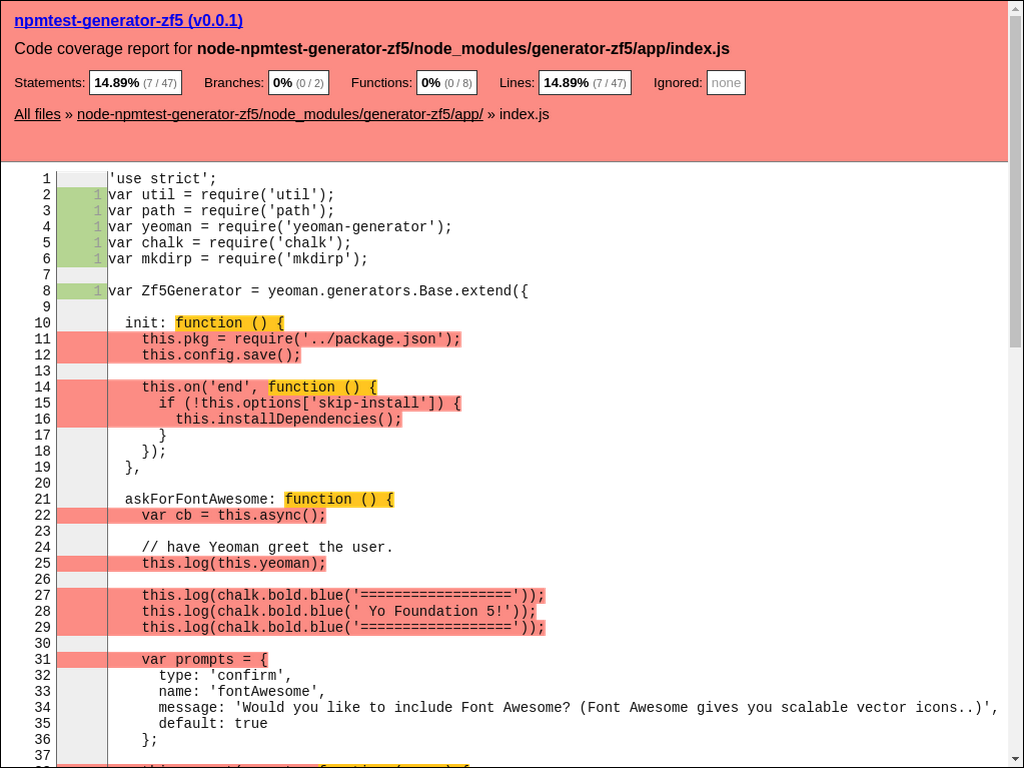 npmtest-generator-zf5 (v0.0.1)
Code coverage report for node-npmtest-generator-zf5/node_modules/generator-zf5/app/index.js
Statements: 14.89% (7 / 47) Branches: 0% (0 / 2) Functions: 0% (0 / 8) Lines: 14.89% (7 / 47) Ignored: none
All files » node-npmtest-generator-zf5/node_modules/generator-zf5/app/ » index.js
1 'use strict';
2 1 var util = require('util');
3 1 var path = require('path');
4 1 var yeoman = require('yeoman-generator');
5 1 var chalk = require('chalk');
6 1 var mkdirp = require('mkdirp');
7
8 1 var Zf5Generator = yeoman.generators.Base.extend({
9
10 init: function () {
11 this.pkg = require('../package.json');
12 this.config.save();
13
14 this.on('end', function () {
15 if (!this.options['skip-install']) {
16 this.installDependencies();
17 }
18 });
19 },
20
21 askForFontAwesome: function () {
22 var cb = this.async();
23
24 // have Yeoman greet the user.
25 this.log(this.yeoman);
26
27 this.log(chalk.bold.blue('=================='));
28 this.log(chalk.bold.blue(' Yo Foundation 5!'));
29 this.log(chalk.bold.blue('=================='));
30
31 var prompts = {
32 type: 'confirm',
33 name: 'fontAwesome',
34 message: 'Would you like to include Font Awesome? (Font Awesome gives you scalable vector icons..)',
35 default: true
36 };
37